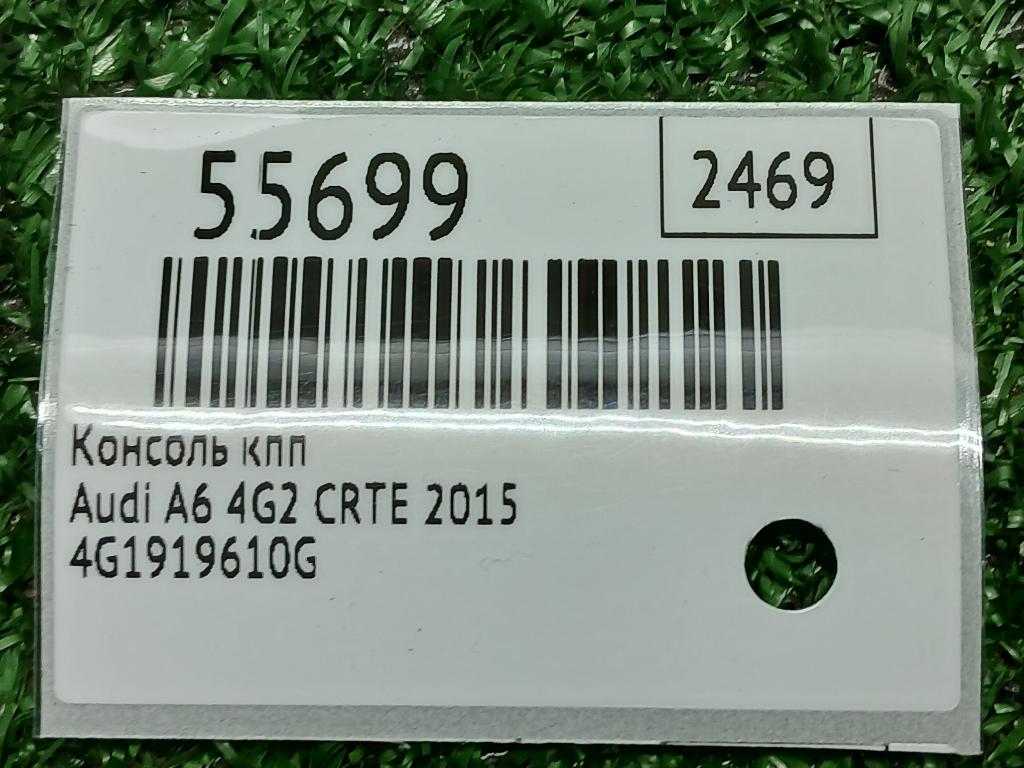 55699
2469
Консоль кпп
Audi A6 4G2 CRTE 2015
4G1919610G